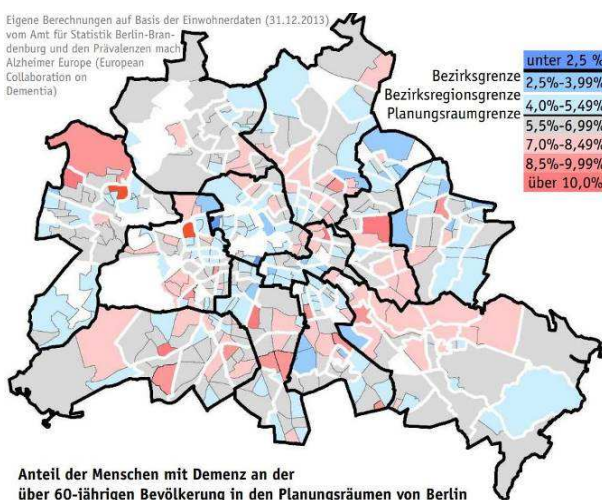 Eigene Berechnungen auf Basis der Einwohnerdaten (31.12.2013)
vom Amt für Statistik Berlin-Bran-
denburg und den Prävalenzen nach
Alzheimer Europe (European
Collaboration on
Dementia)
Bezirksgrenze
Bezirksregionsgrenze
Planungsraumgrenze
unter 2,5 %
2,5%-3,99%
4,0%-5,49%
5,5%-6,99%
7,0%-8,49%
8,5%-9,99%
über 10,0%
Anteil der Menschen mit Demenz an der
über 60-jährigen Bevölkerung in den Planungsräumen von Berlin